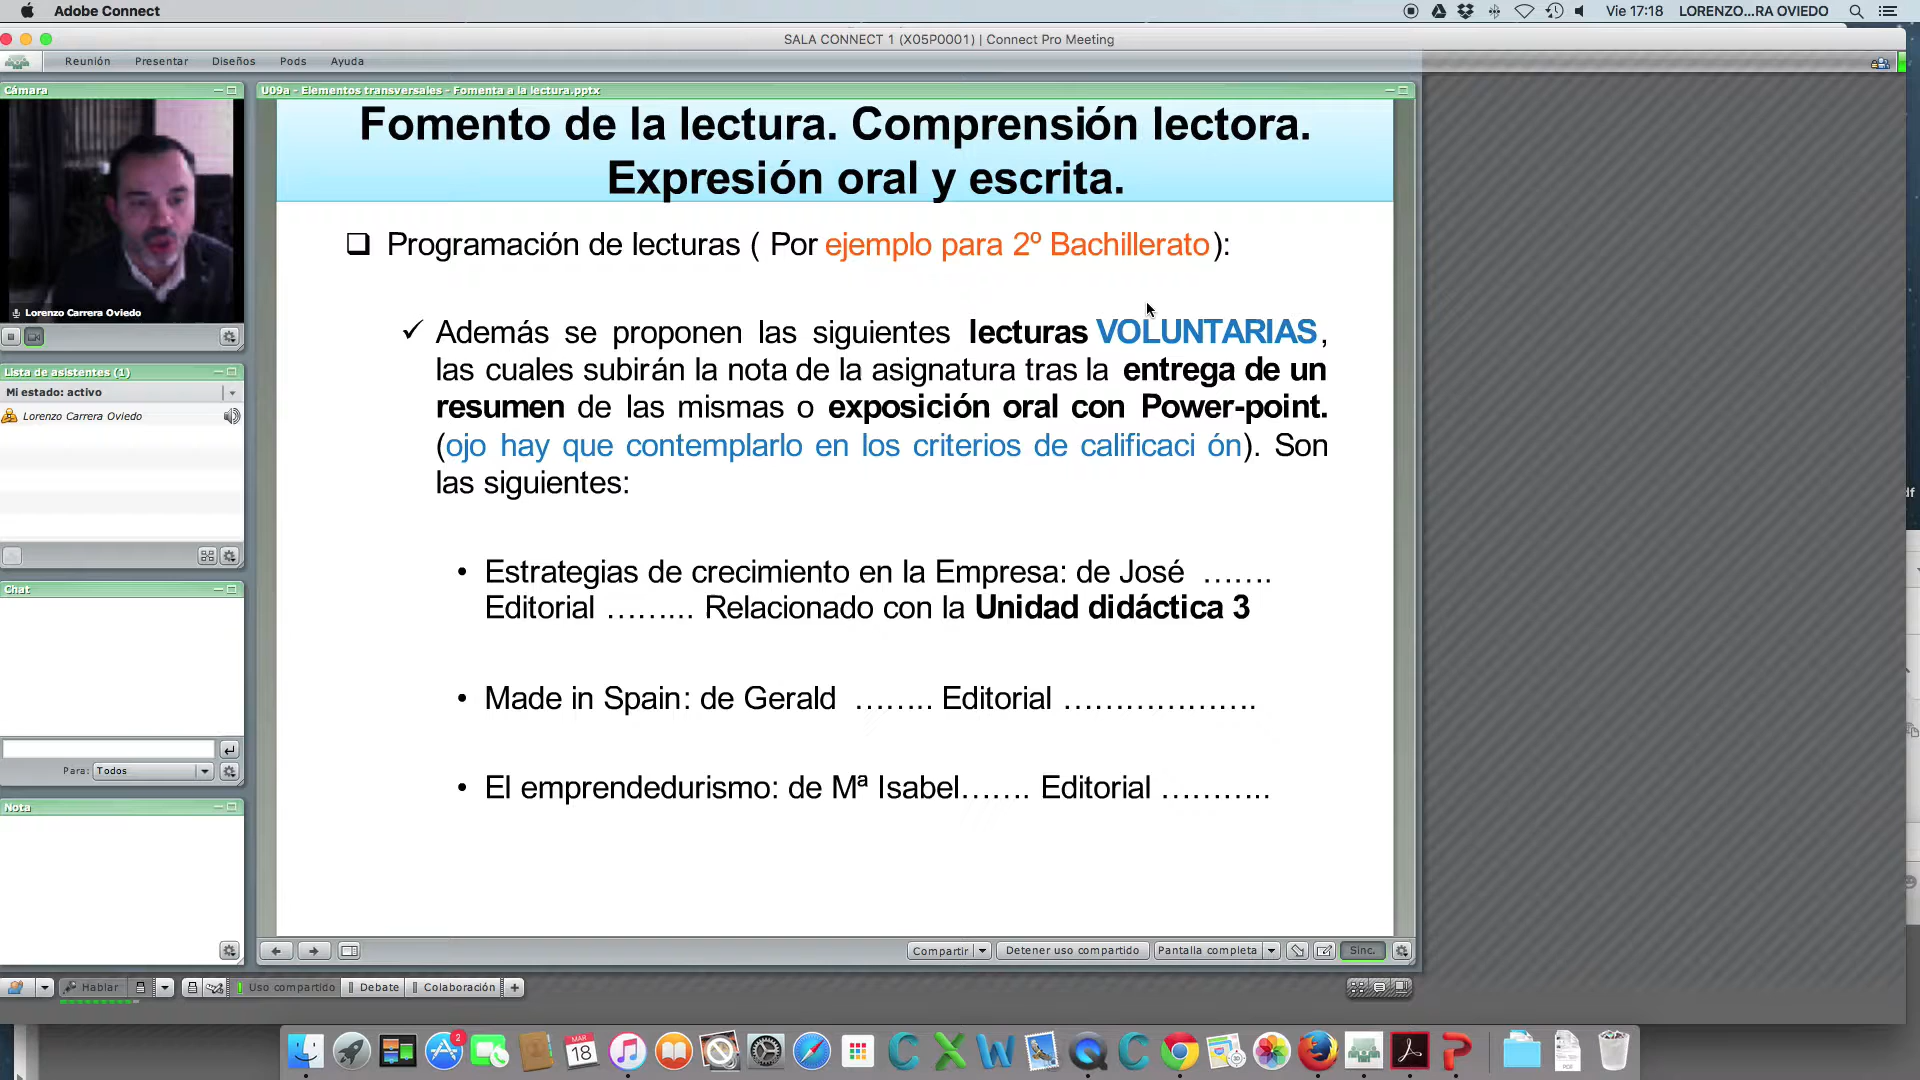 Adobe Connect
Vie 17:18 LORENZO...RA OVIEDO
SALA CONNECT 1 (X05P0001) | Connect Pro Meeting
Reunión Presentar Diseños Pods Ayuda
Cámara
Lorenzo Carrera Oviedo
Lista de asistentes (1)
Mi estado: activo
Lorenzo Carrera Oviedo
Chat
Para: Todos
Nota
U09a - Elementos transversales - Fomenta a la lectura.pptx
Fomento de la lectura. Comprensión lectora.
Expresión oral y escrita.
Programación de lecturas ( Por ejemplo para 2º Bachillerato):
Además se proponen las siguientes lecturas VOLUNTARIAS,
las cuales subirán la nota de la asignatura tras la entrega de un
resumen de las mismas o exposición oral con Power-point.
(ojo hay que contemplarlo en los criterios de calificaci ón). Son
las siguientes:
• Estrategias de crecimiento en la Empresa: de José …….
Editorial ……... Relacionado con la Unidad didáctica 3
• Made in Spain: de Gerald …….. Editorial ………………….
• El emprendedurismo: de Mª Isabel……. Editorial ………..
Compartir Detener uso compartido Pantalla completa Sinc.
Hablar Uso compartido Debate Colaboración +
df
2
MAR
18
PDF